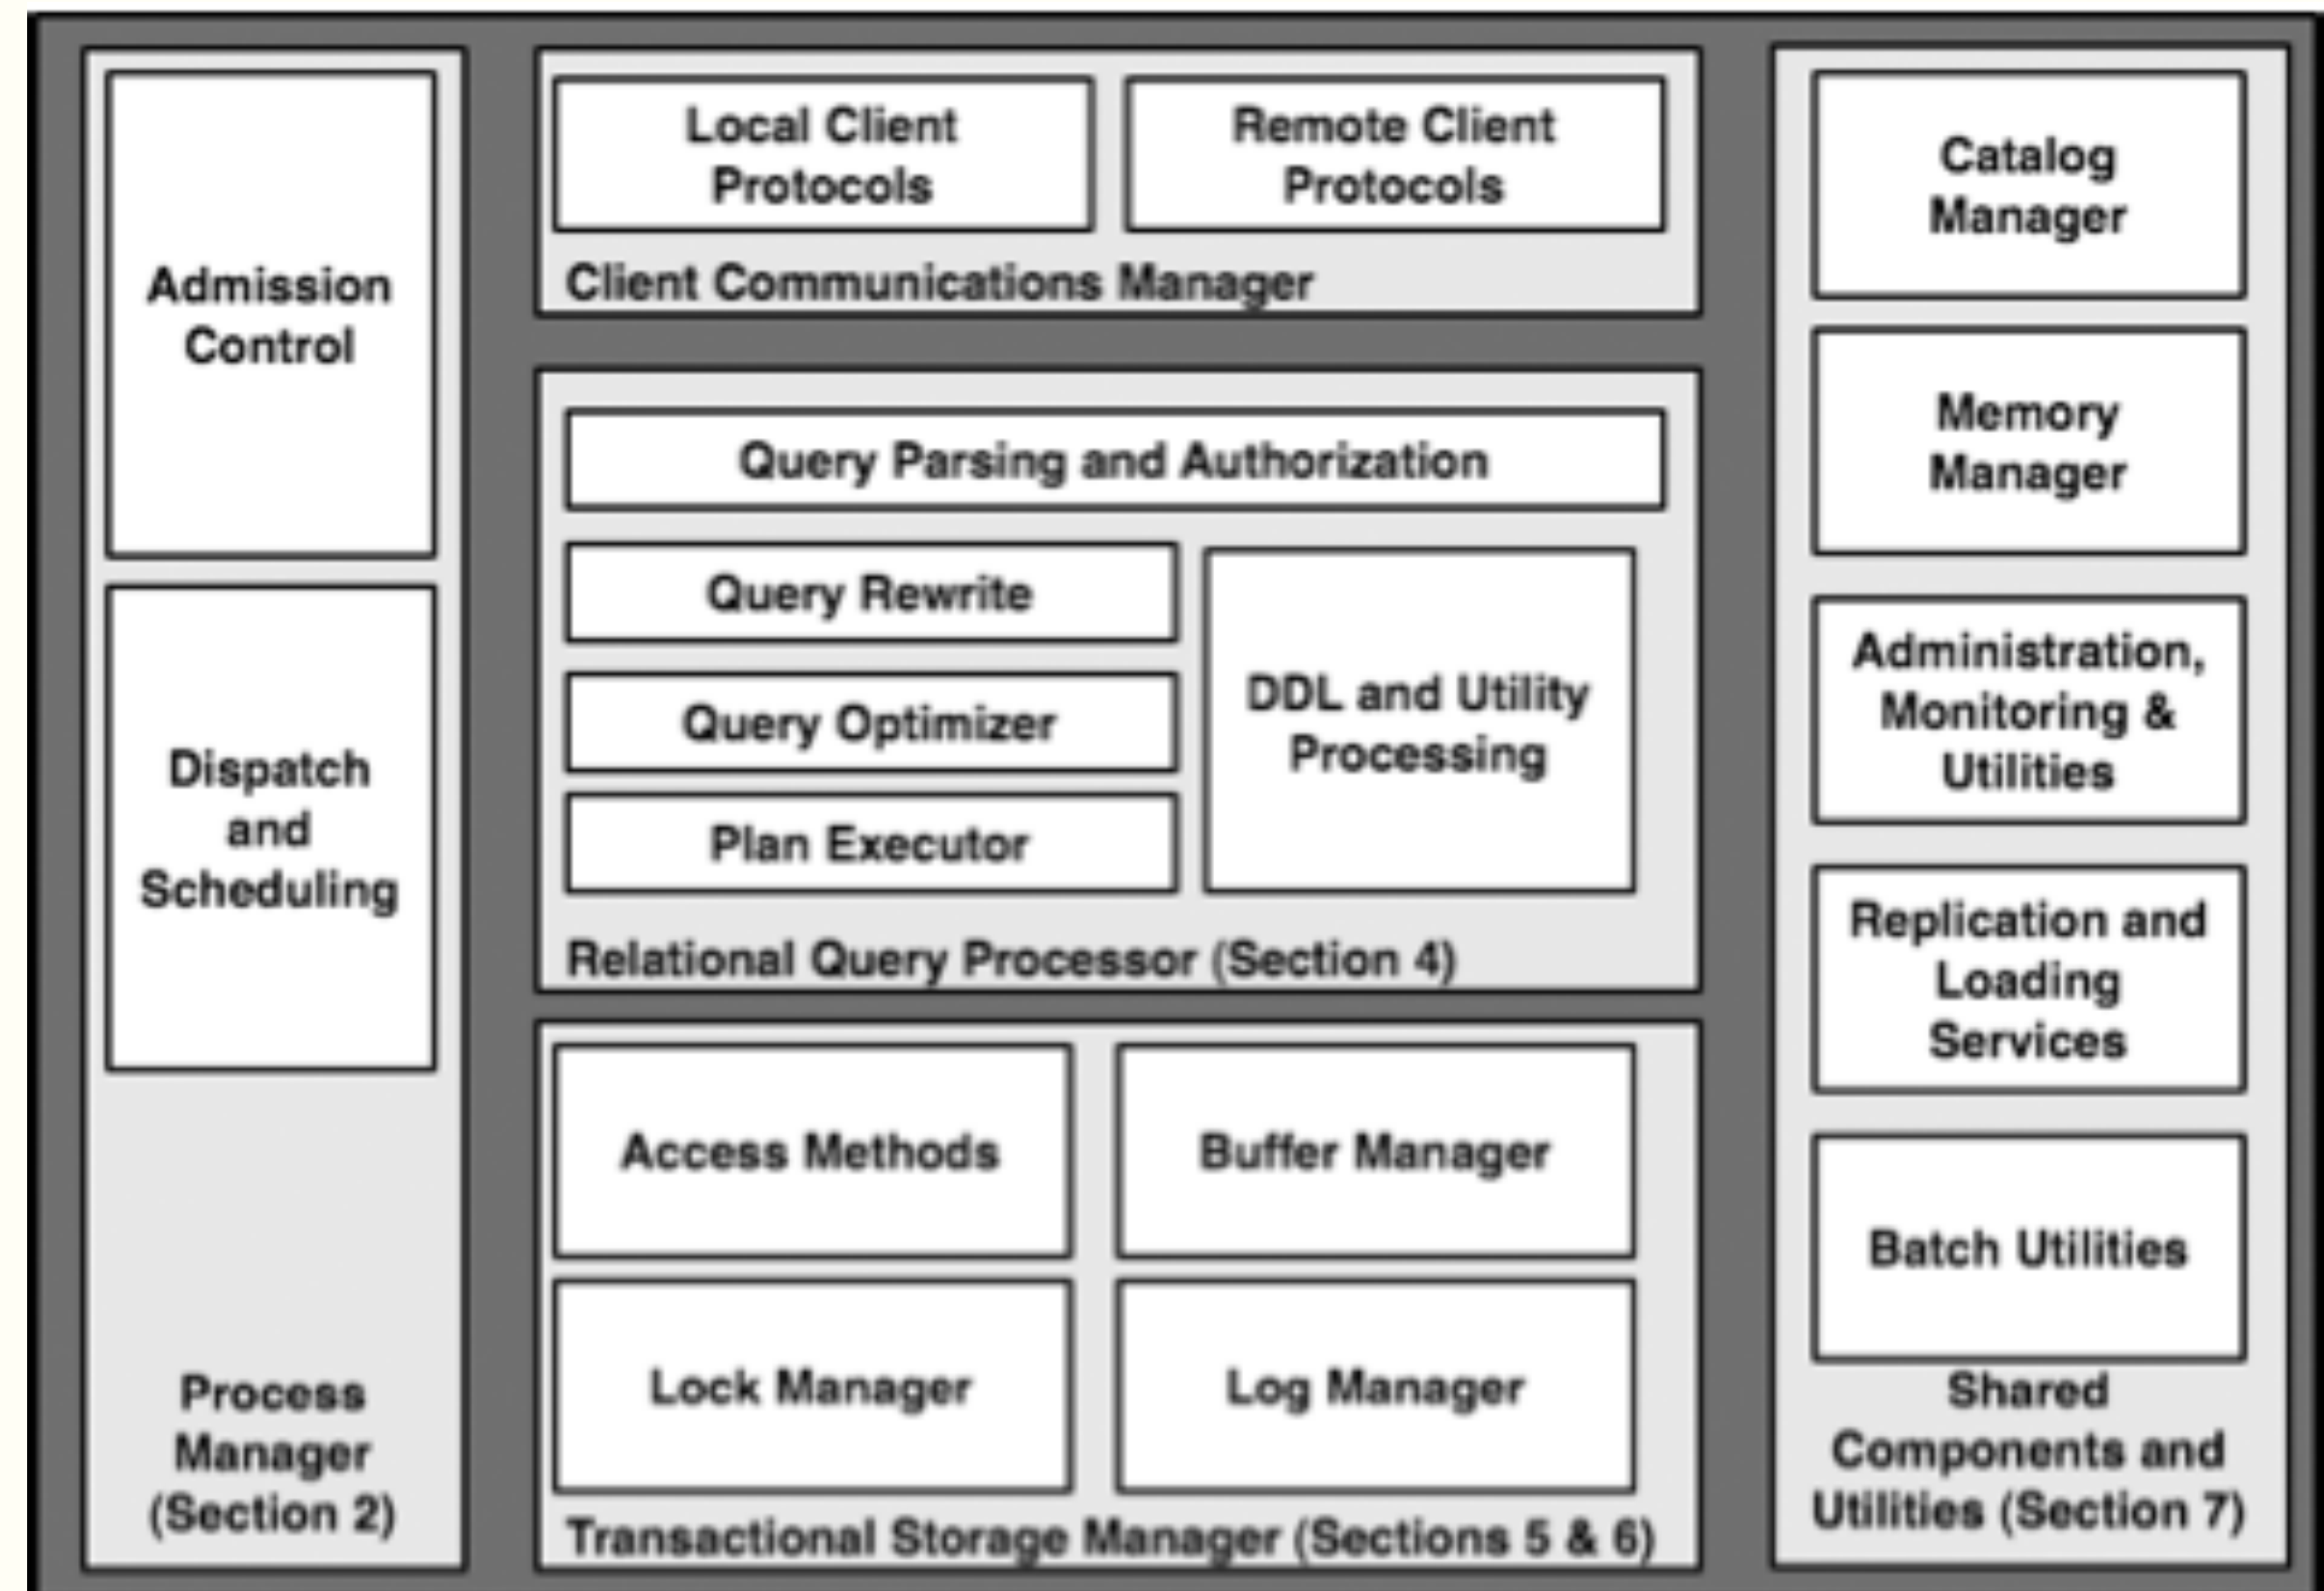 Admission
Control
Dispatch
and
Scheduling
Process
Manager
(Section 2)
Local Client
Protocols
Remote Client
Protocols
Client Communications Manager
Query Parsing and Authorization
Query Rewrite
Query Optimizer
Plan Executor
DDL and Utility
Processing
Relational Query Processor (Section 4)
Access Methods
Buffer Manager
Lock Manager
Log Manager
Transactional Storage Manager (Sections 5 & 6)
Catalog
Manager
Memory
Manager
Administration,
Monitoring &
Utilities
Replication and
Loading
Services
Batch Utilities
Shared
Components and
Utilities (Section 7)